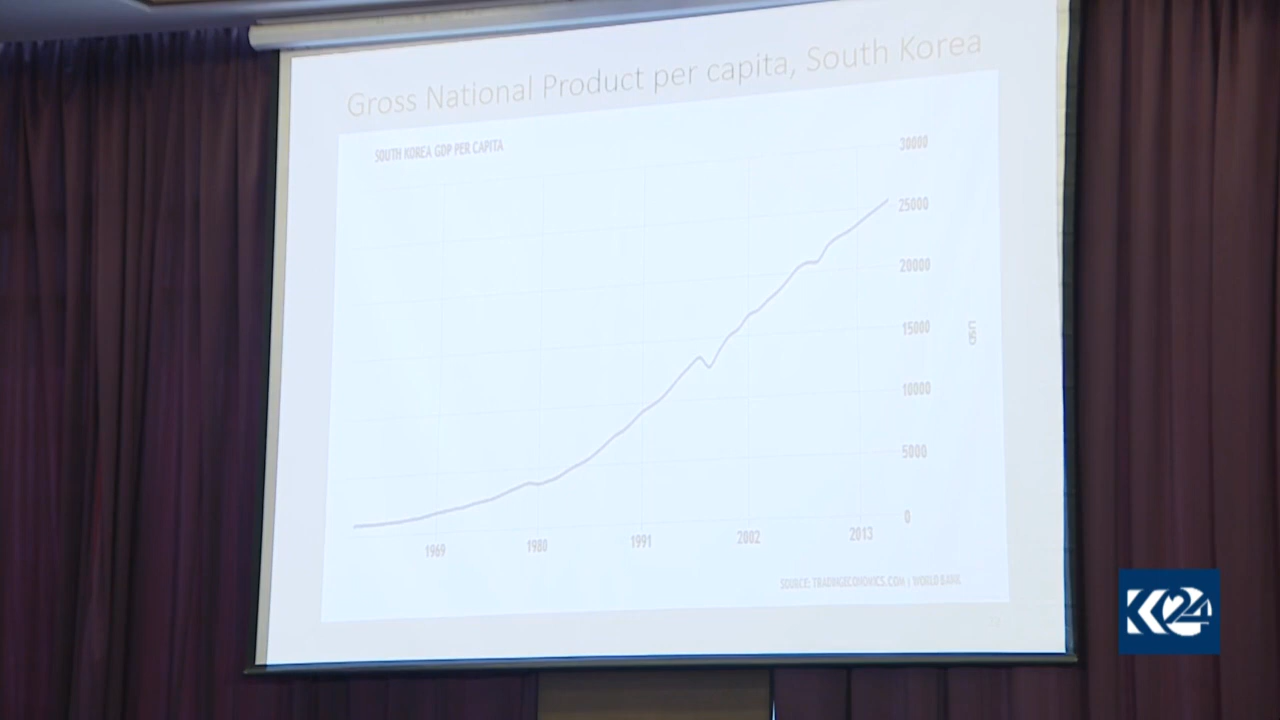 Gross National Product per capita, South Korea
SOUTH KOREA GDP PER CAPITA
30000
25000
20000
15000
10000
5000
0
USD
1969 1980 1991 2002 2013
SOURCE: TRADINGECONOMICS.COM | WORLD BANK
K24